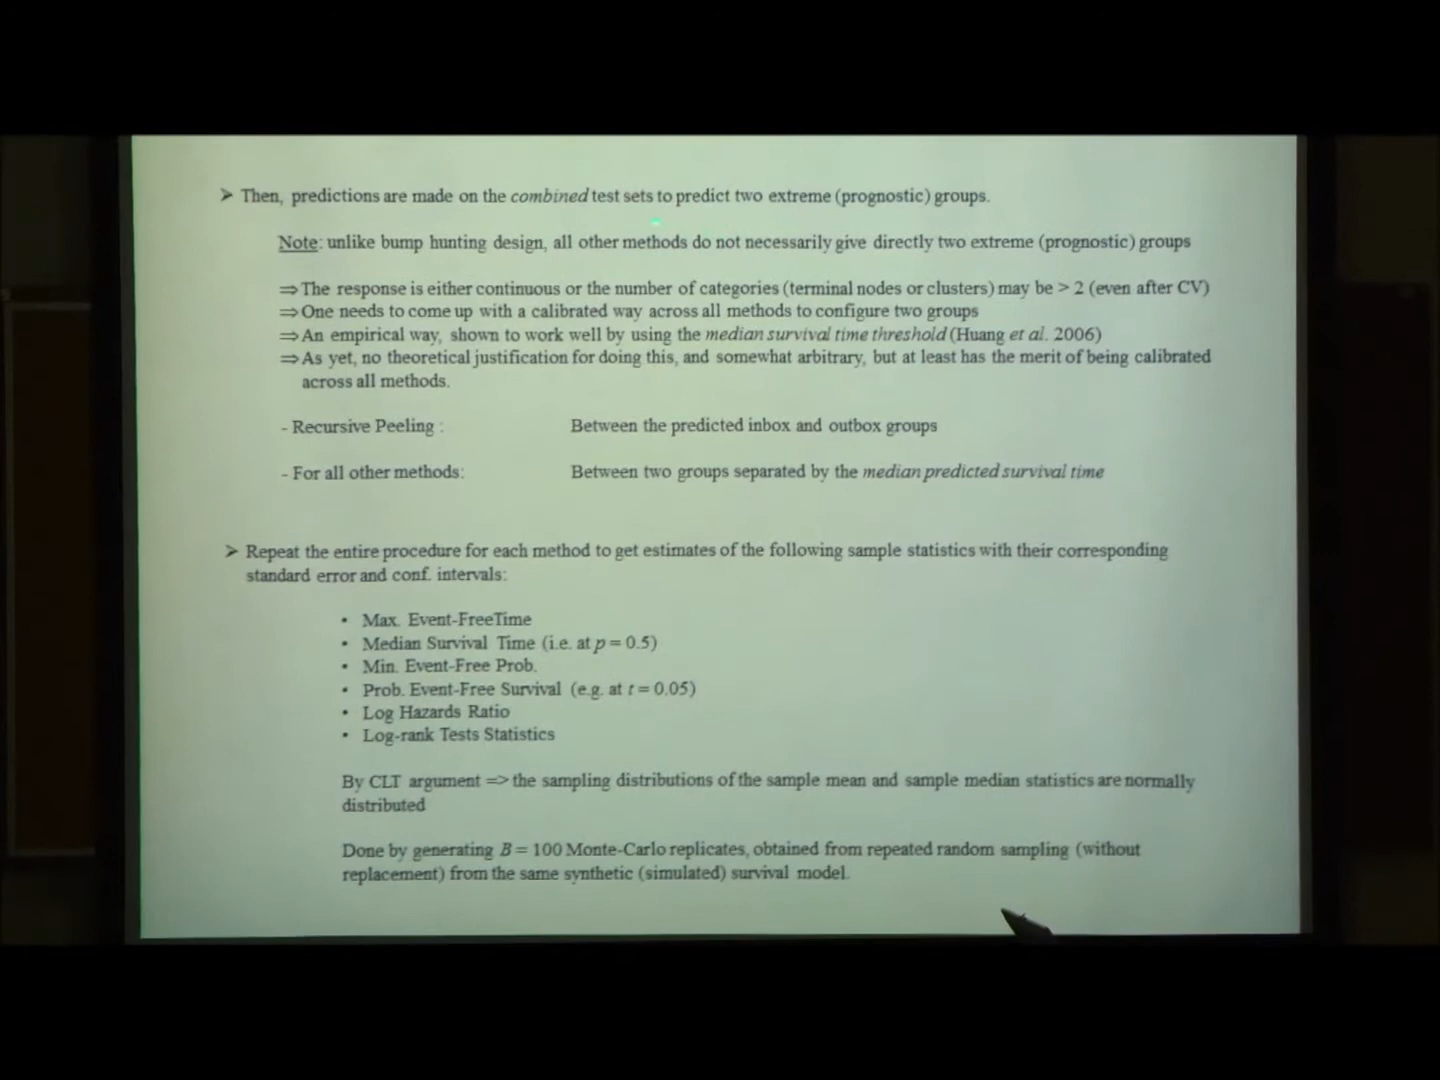 ➢ Then, predictions are made on the combined test sets to predict two extreme (prognostic) groups.
Note: unlike bump hunting design, all other methods do not necessarily give directly two extreme (prognostic) groups
⇒ The response is either continuous or the number of categories (terminal nodes or clusters) may be > 2 (even after CV)
⇒ One needs to come up with a calibrated way across all methods to configure two groups
⇒ An empirical way, shown to work well by using the median survival time threshold (Huang et al. 2006)
⇒ As yet, no theoretical justification for doing this, and somewhat arbitrary, but at least has the merit of being calibrated
across all methods.
- Recursive Peeling : Between the predicted inbox and outbox groups
- For all other methods: Between two groups separated by the median predicted survival time
➢ Repeat the entire procedure for each method to get estimates of the following sample statistics with their corresponding
standard error and conf. intervals:
• Max. Event-FreeTime
• Median Survival Time (i.e. at p = 0.5)
• Min. Event-Free Prob.
• Prob. Event-Free Survival (e.g. at t = 0.05)
• Log Hazards Ratio
• Log-rank Tests Statistics
By CLT argument => the sampling distributions of the sample mean and sample median statistics are normally
distributed
Done by generating B = 100 Monte-Carlo replicates, obtained from repeated random sampling (without
replacement) from the same synthetic (simulated) survival model.